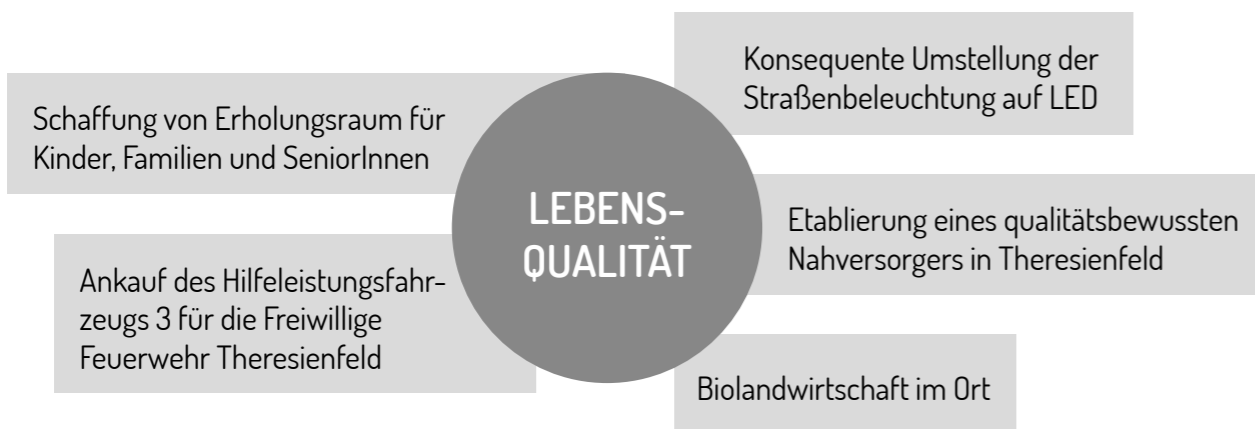 Schaffung von Erholungsraum für
Kinder, Familien und SeniorInnen
Ankauf des Hilfeleistungsfahr-
zeugs 3 für die Freiwillige
Feuerwehr Theresienfeld
LEBENS-
QUALITÄT
Konsequente Umstellung der
Straßenbeleuchtung auf LED
Etablierung eines qualitätsbewussten
Nahversorgers in Theresienfeld
Biolandwirtschaft im Ort